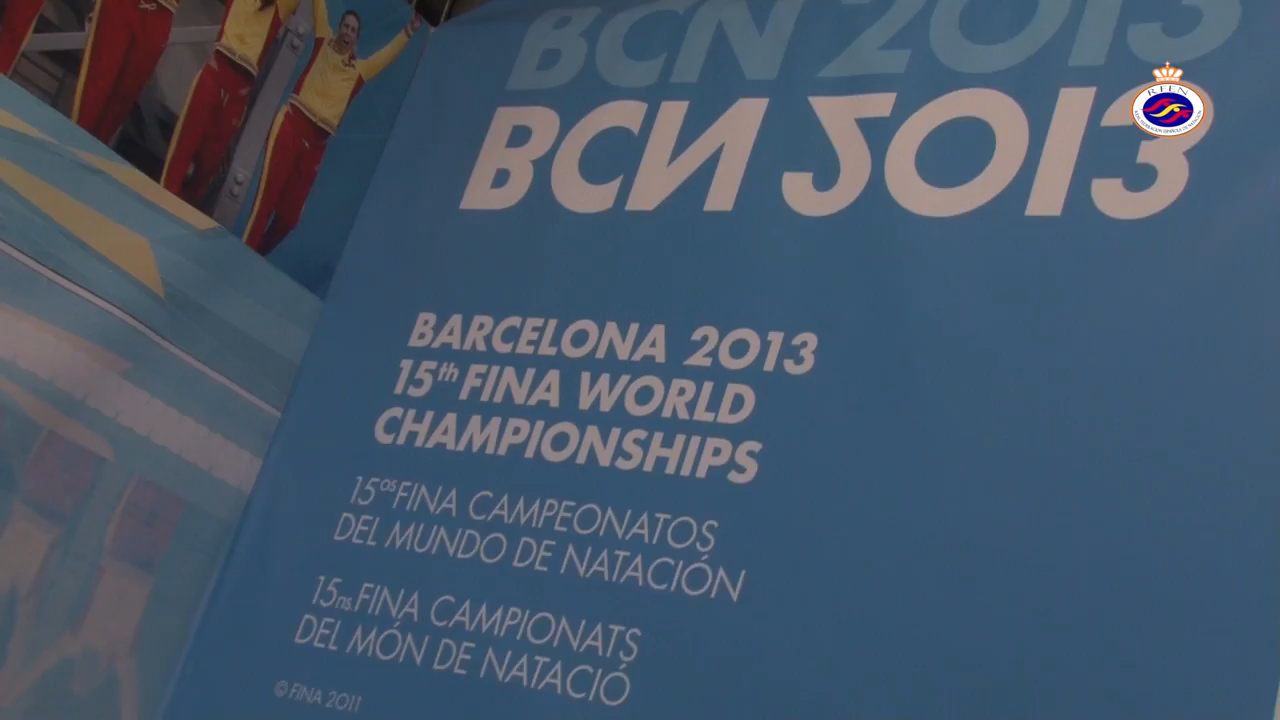 BCN 2013
BCN 2013
RFEN
BARCELONA 2013
15th FINA WORLD
CHAMPIONSHIPS
15os FINA CAMPEONATOS
DEL MUNDO DE NATACIÓN
15ns. FINA CAMPIONATS
DEL MÓN DE NATACIÓ
© FINA 2011